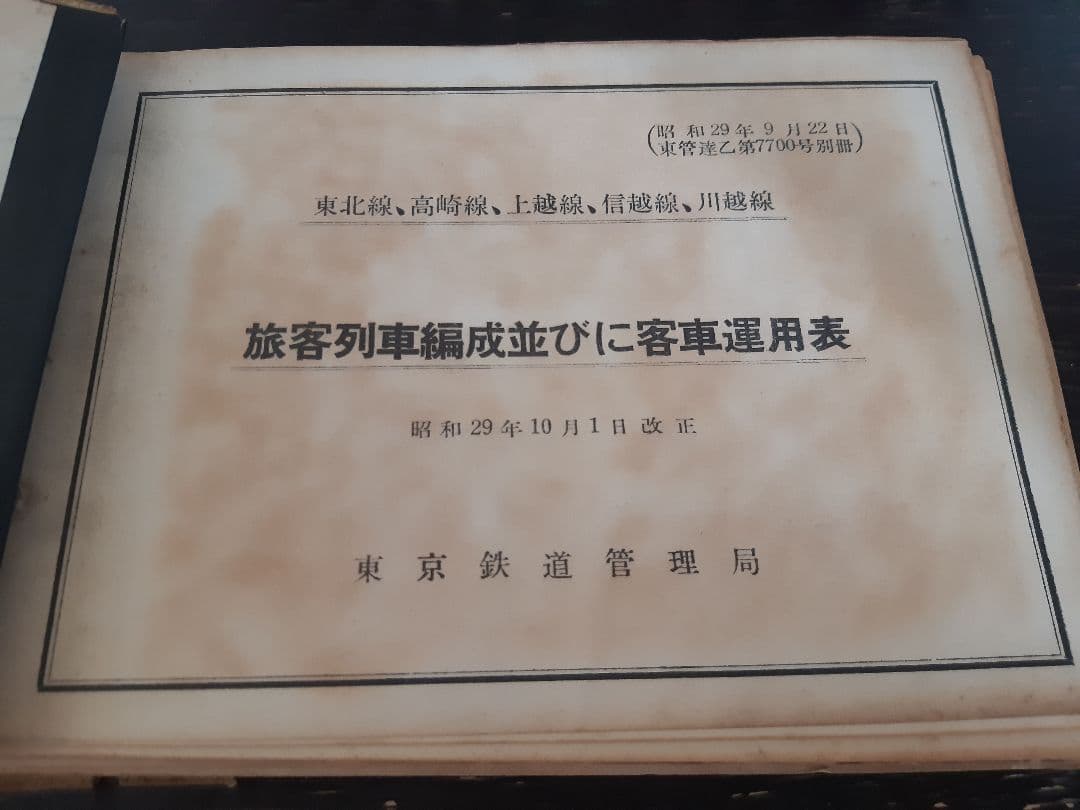 (昭和29年9月22日
東管達乙第7700号別冊)
東北線、高崎線、上越線、信越線、川越線
旅客列車編成並びに客車運用表
昭和29年10月1日改正
東京鉄道管理局